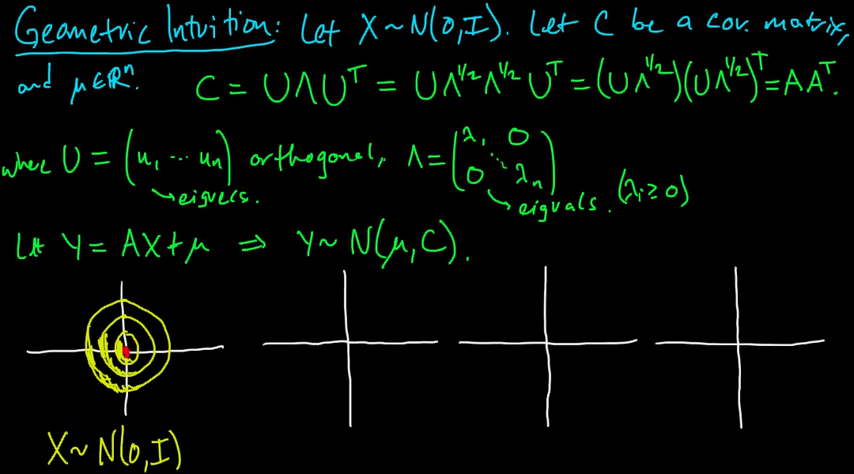 Geometric Intuition: Let X ~ N(0, I). Let C be a cov. matrix,
and μ∈ℝⁿ. C = UΛUᵀ = UΛ^{1/2}Λ^{1/2}Uᵀ = (UΛ^{1/2})(UΛ^{1/2})ᵀ = AAᵀ.
where U = (u₁ ⋯ uₙ) orthogonal, Λ = (λ₁ 0 ⋱ 0 λₙ)
→ eigvecs. → eigvals. (λᵢ ≥ 0)
Let Y = AX + μ ⇒ Y ~ N(μ, C).
X ~ N(0, I)